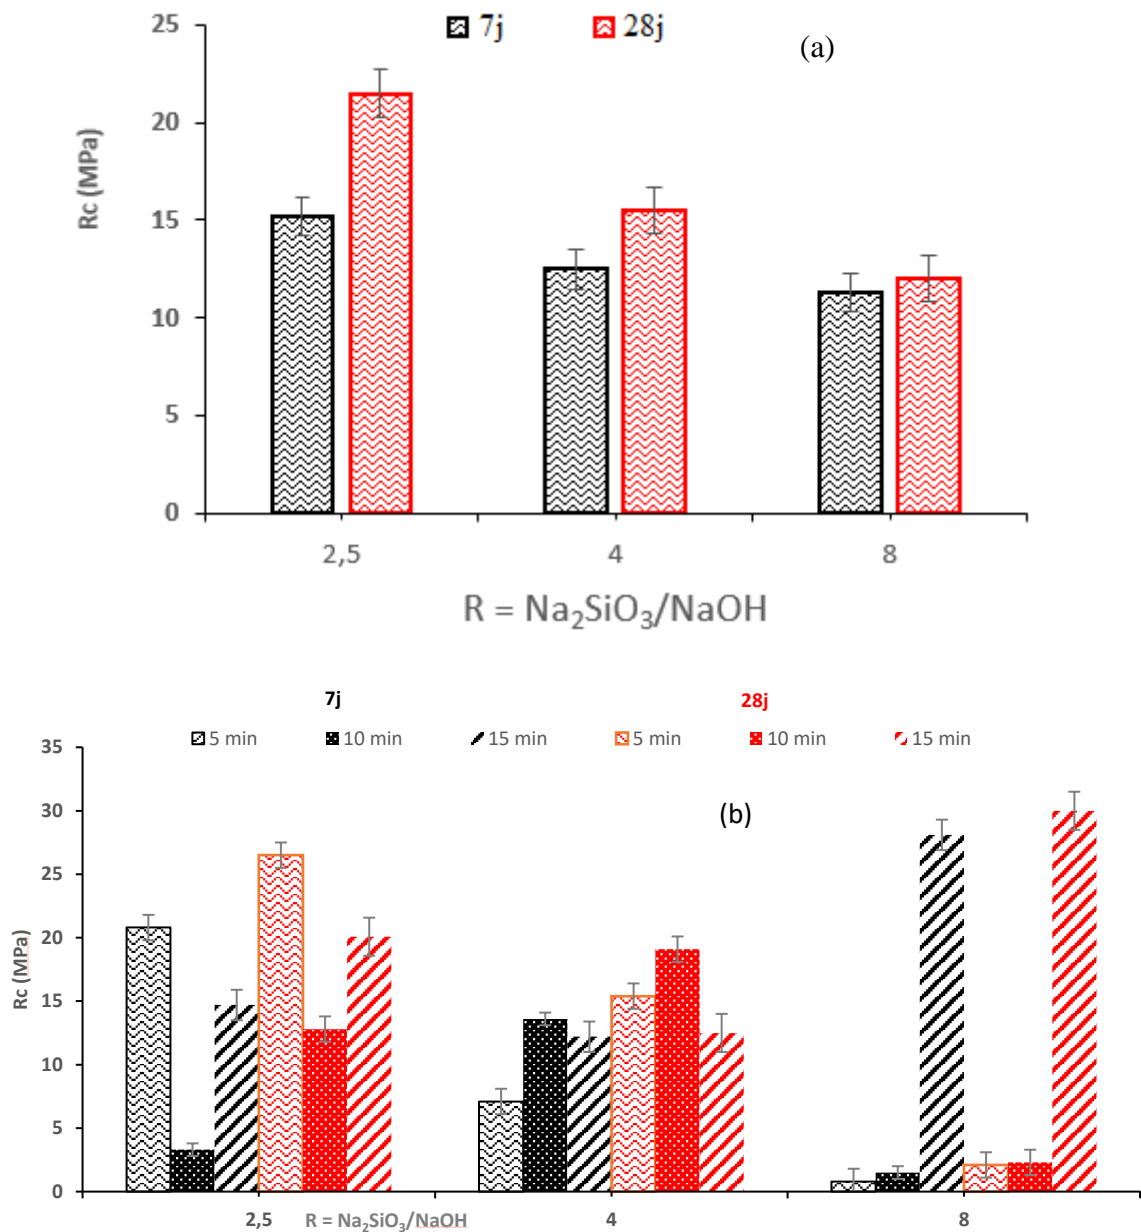 25
7j 28j
(a)
20
15
10
5
0
Rc (MPa)
2,5 4 8
R = Na₂SiO₃/NaOH
7j 28j
5 min 10 min 15 min 5 min 10 min 15 min
35
30
(b)
25
20
15
10
5
0
Rc (MPa)
2,5 R = Na₂SiO₃/NaOH 4 8